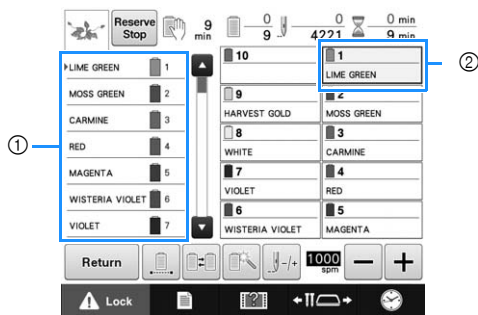 Reserve Stop
9 min
0 / 9
0 / 4221
0 min / 9 min
LIME GREEN 1
MOSS GREEN 2
CARMINE 3
RED 4
MAGENTA 5
WISTERIA VIOLET 6
VIOLET 7
①
10
1
LIME GREEN
②
9
HARVEST GOLD
2
MOSS GREEN
8
WHITE
3
CARMINE
7
VIOLET
4
RED
6
WISTERIA VIOLET
5
MAGENTA
Return
-/+
1000 spm
−
+
Lock